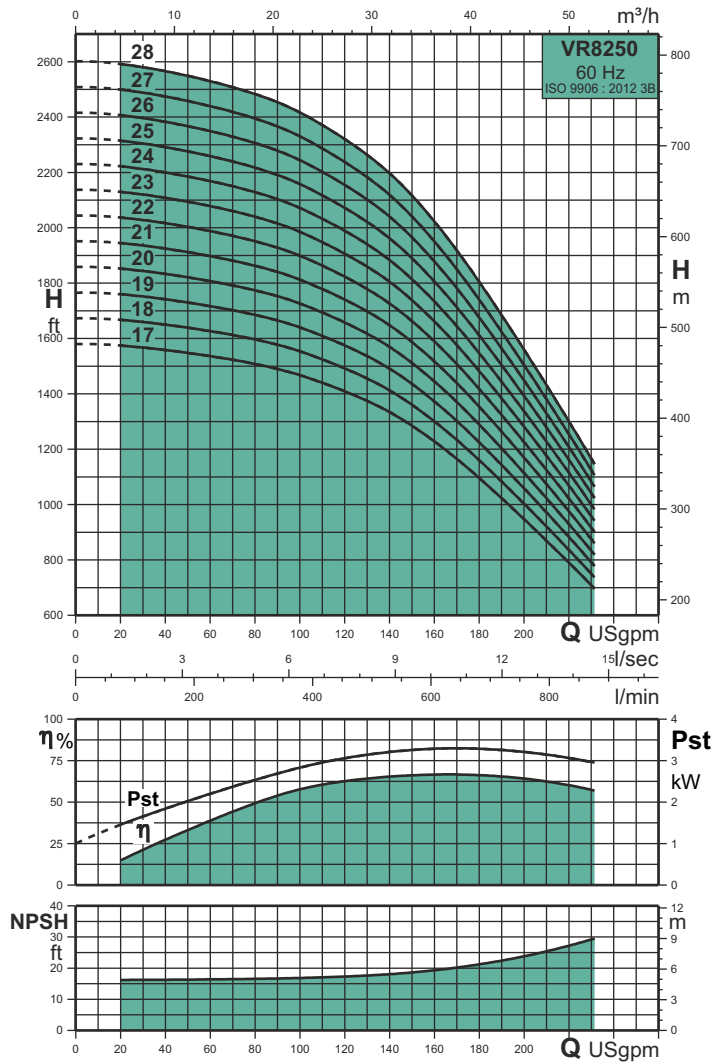 0 10 20 30 40 50 m³/h
VR8250
60 Hz
ISO 9906 : 2012 3B
28
27
26
25
24
23
22
21
20
19
18
17
2600
2400
2200
2000
1800
1600
1400
1200
1000
800
600
H
ft
800
700
600
500
400
300
200
H
m
0 20 40 60 80 100 120 140 160 180 200 Q USgpm
0 3 6 9 12 15 l/sec
0 200 400 600 800 l/min
η%
100
75
50
25
0
Pst
η
4
3
2
1
0
Pst
kW
NPSH
ft
40
30
20
10
0
12
9
6
3
0
m
0 20 40 60 80 100 120 140 160 180 200 Q USgpm